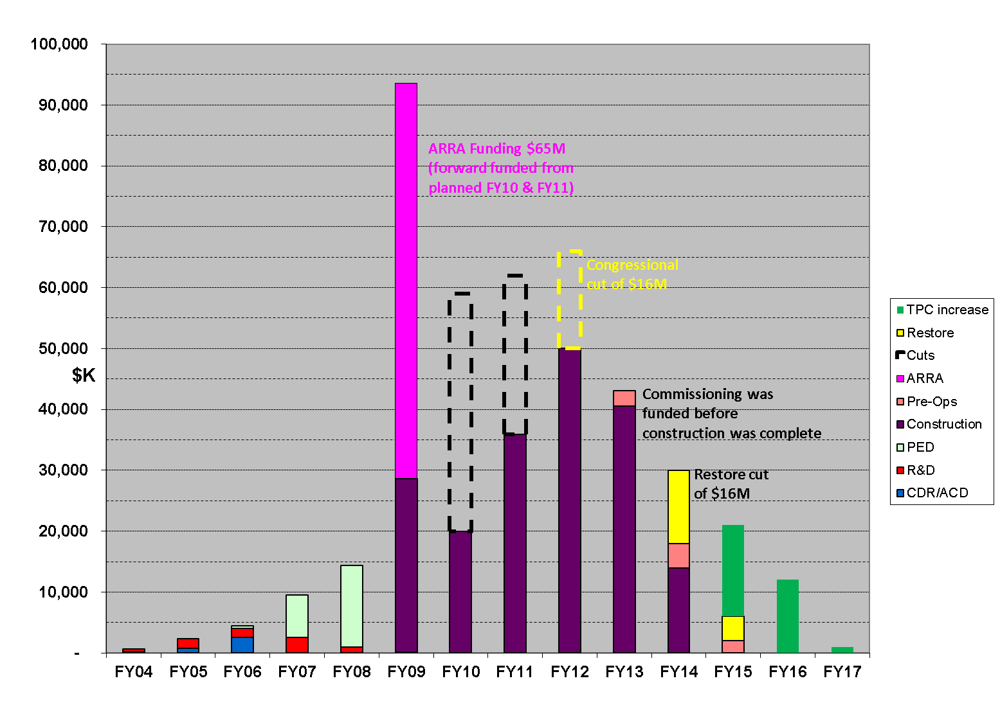 100,000
90,000
80,000
70,000
60,000
50,000
40,000
30,000
20,000
10,000
-
$K
ARRA Funding $65M
(forward funded from
planned FY10 & FY11)
Congressional
cut of $16M
Commissioning was
funded before
construction was complete
Restore cut
of $16M
TPC increase
Restore
Cuts
ARRA
Pre-Ops
Construction
PED
R&D
CDR/ACD
FY04 FY05 FY06 FY07 FY08 FY09 FY10 FY11 FY12 FY13 FY14 FY15 FY16 FY17